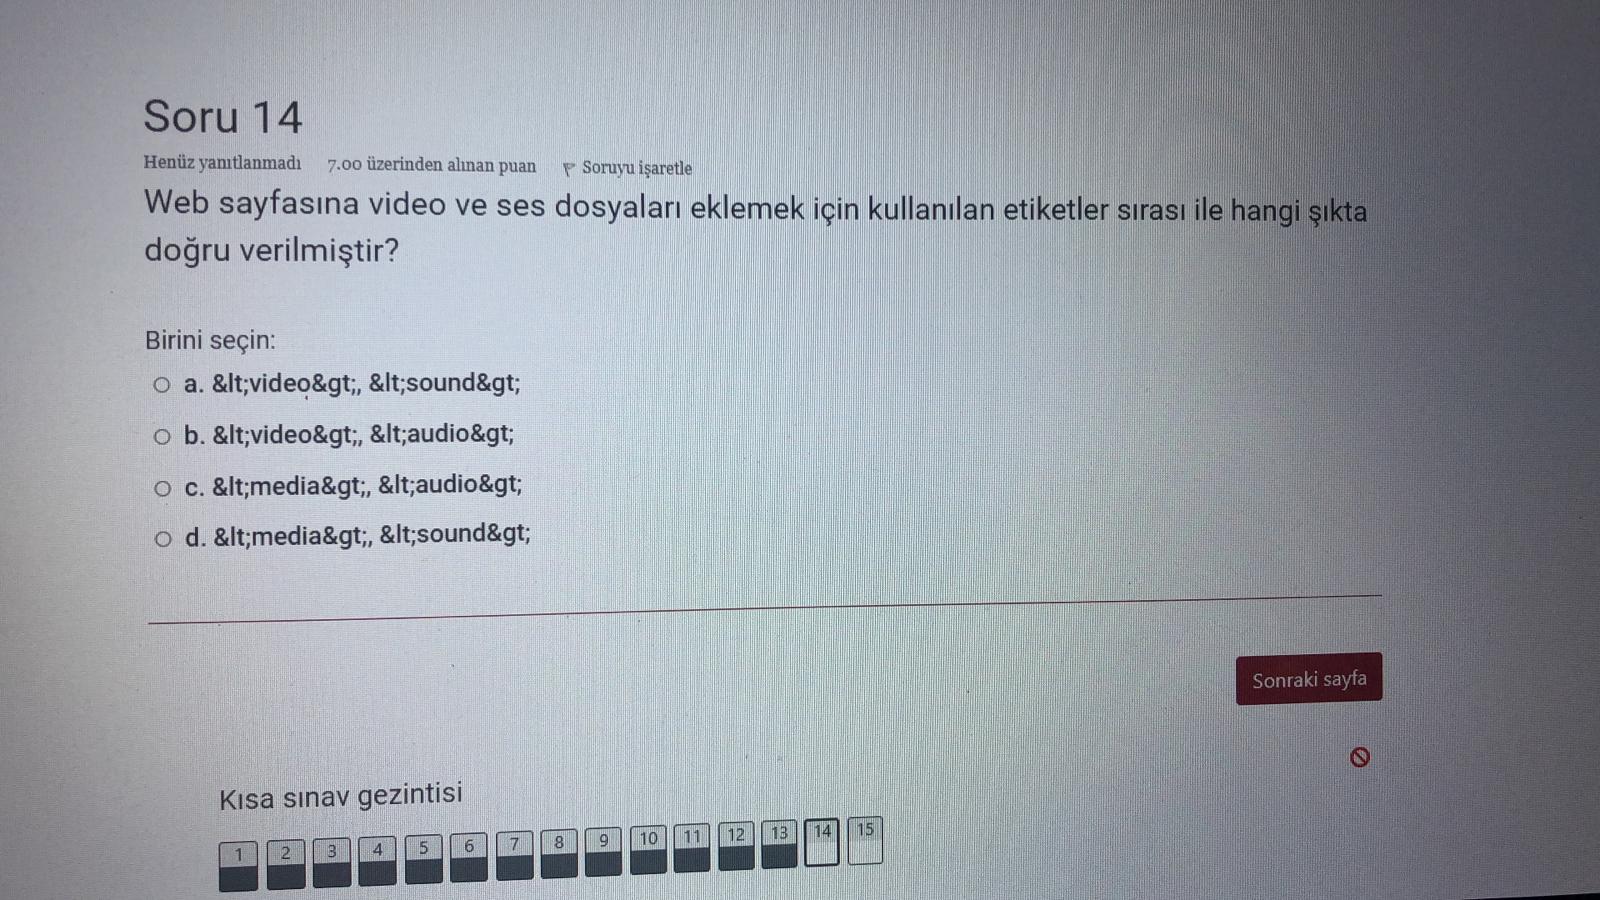 Soru 14
Henüz yanıtlanmadı 7.00 üzerinden alınan puan Soruyu işaretle
Web sayfasına video ve ses dosyaları eklemek için kullanılan etiketler sırası ile hangi şıkta
doğru verilmiştir?
Birini seçin:
a. &lt;video&gt;, &lt;sound&gt;
b. &lt;video&gt;, &lt;audio&gt;
c. &lt;media&gt;, &lt;audio&gt;
d. &lt;media&gt;, &lt;sound&gt;
Sonraki sayfa
Kısa sınav gezintisi
1 2 3 4 5 6 7 8 9 10 11 12 13 14 15